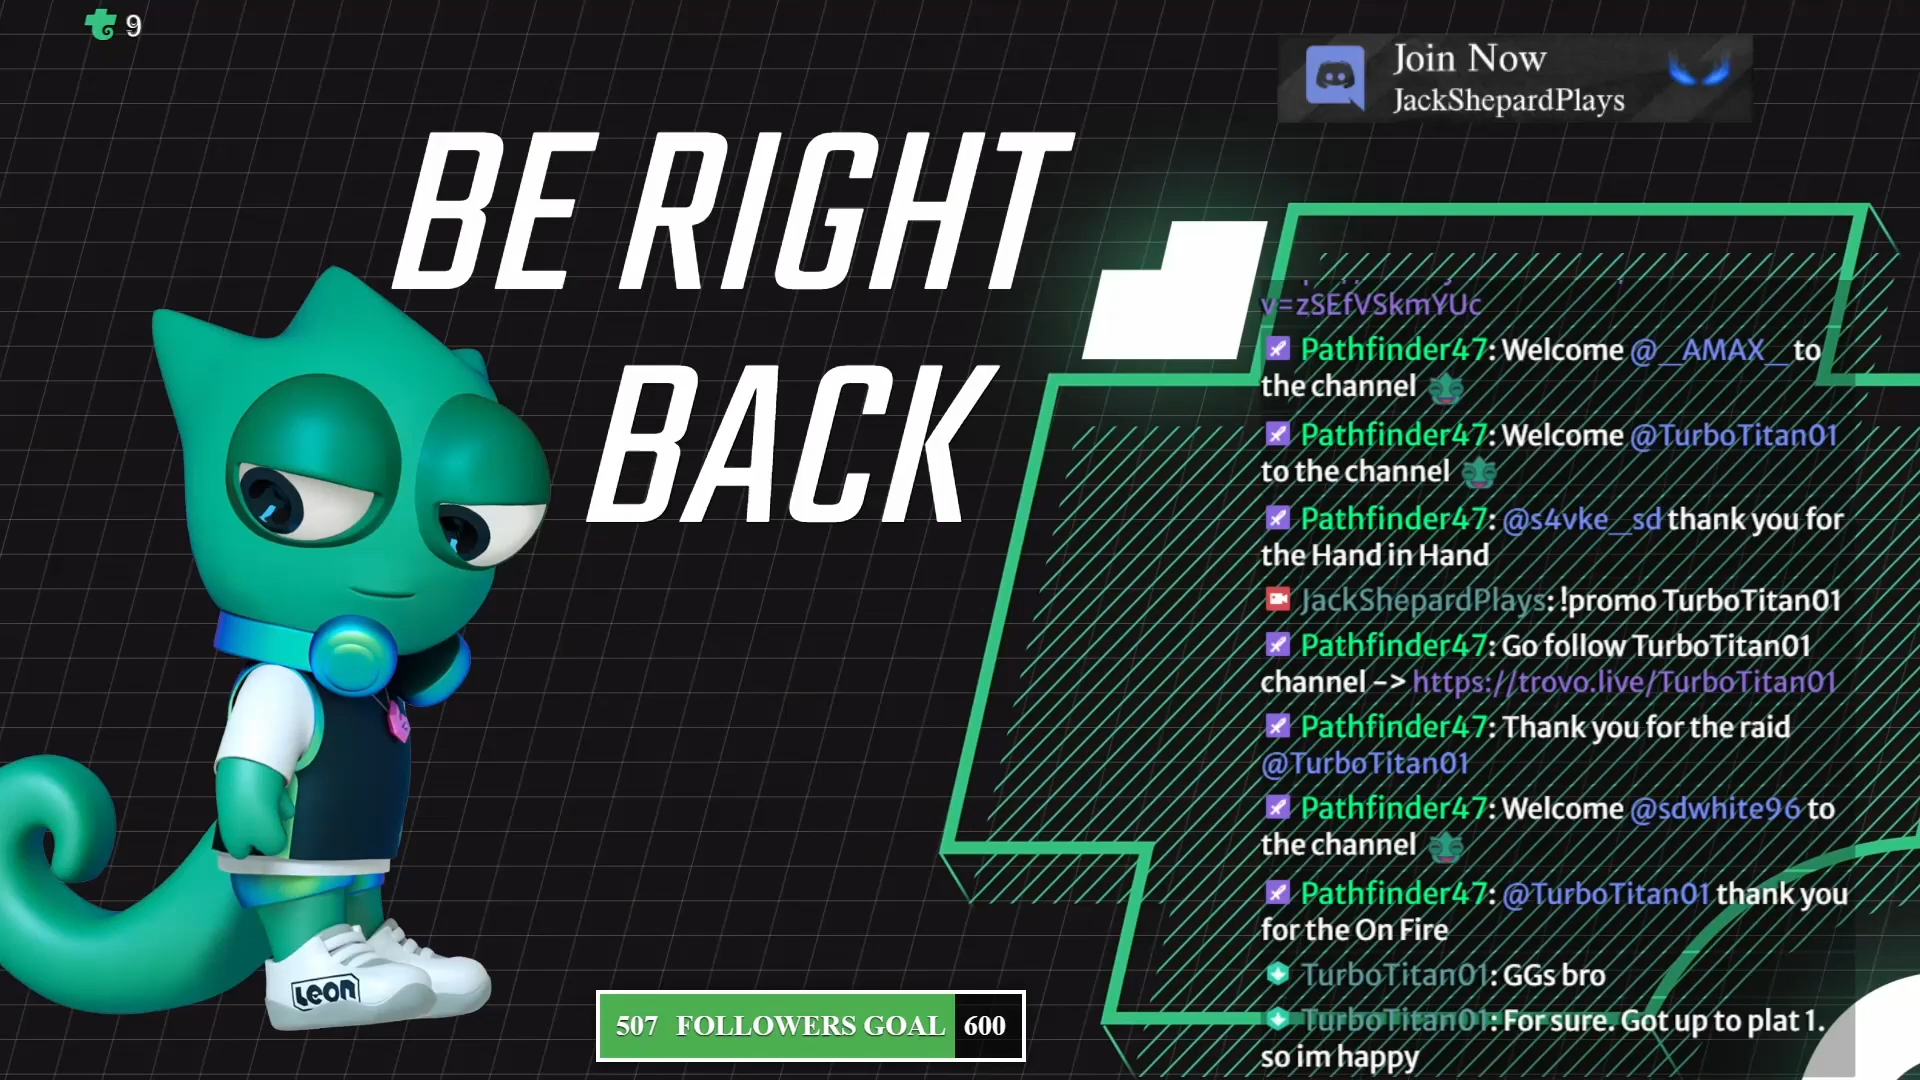 9
Join Now
JackShepardPlays
BE RIGHT
BACK
v=zSEfVSkmYUc
Pathfinder47: Welcome @__AMAX__ to
the channel
Pathfinder47: Welcome @TurboTitan01
to the channel
Pathfinder47: @s4vke__sd thank you for
the Hand in Hand
JackShepardPlays: !promo TurboTitan01
Pathfinder47: Go follow TurboTitan01
channel -> https://trovo.live/TurboTitan01
Pathfinder47: Thank you for the raid
@TurboTitan01
Pathfinder47: Welcome @sdwhite96 to
the channel
Pathfinder47: @TurboTitan01 thank you
for the On Fire
TurboTitan01: GGs bro
TurboTitan01: For sure. Got up to plat 1.
so im happy
Leon
507 FOLLOWERS GOAL 600